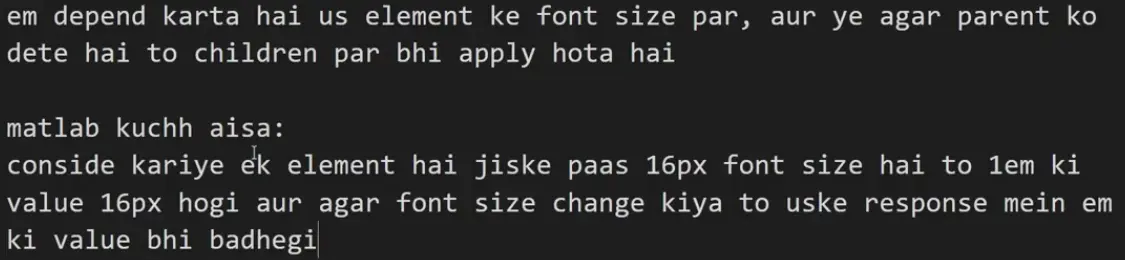 em depend karta hai us element ke font size par, aur ye agar parent ko
dete hai to children par bhi apply hota hai
matlab kuchh aisa:
conside kariye ek element hai jiske paas 16px font size hai to 1em ki
value 16px hogi aur agar font size change kiya to uske response mein em
ki value bhi badhegi